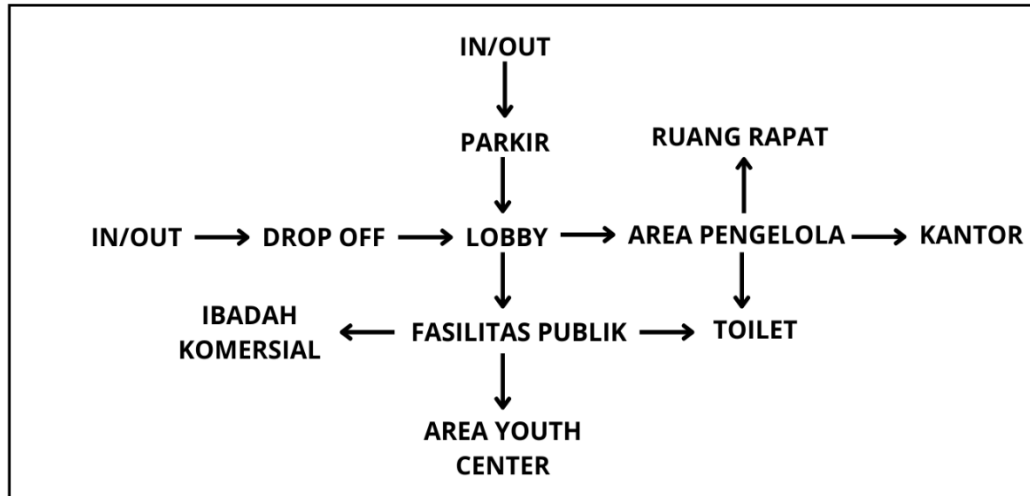 IN/OUT
PARKIR
RUANG RAPAT
IN/OUT DROP OFF LOBBY AREA PENGELOLA KANTOR
IBADAH
KOMERSIAL
FASILITAS PUBLIK
TOILET
AREA YOUTH
CENTER